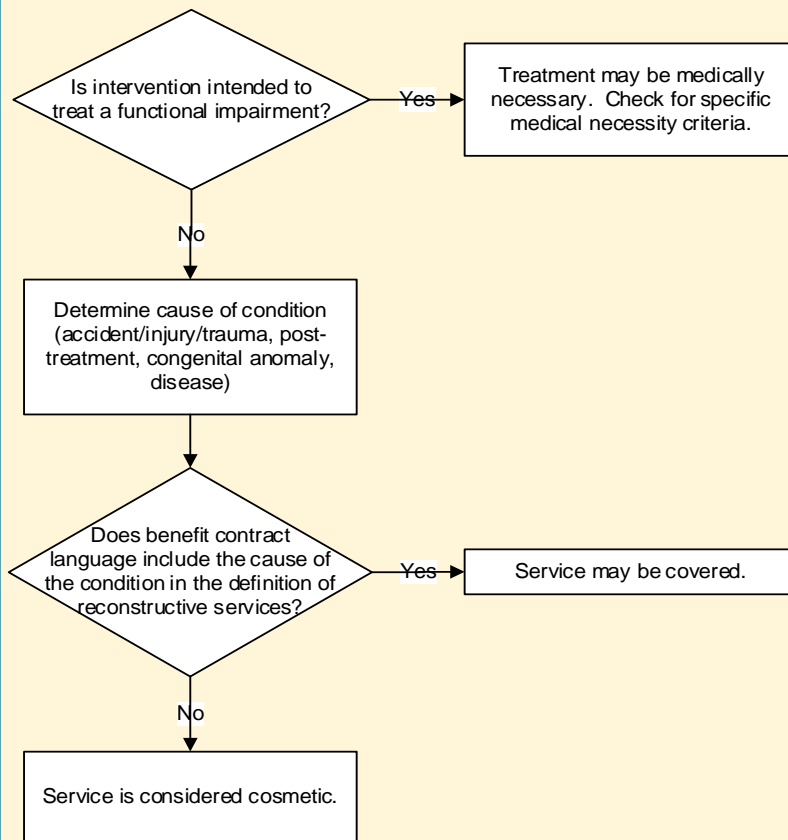 Is intervention intended to
treat a functional impairment?
Yes
Treatment may be medically
necessary.  Check for specific
medical necessity criteria.
No
Determine cause of condition
(accident/injury/trauma, post-
treatment, congenital anomaly,
disease)
Does benefit contract
language include the cause of
the condition in the definition of
reconstructive services?
Yes
Service may be covered.
No
Service is considered cosmetic.